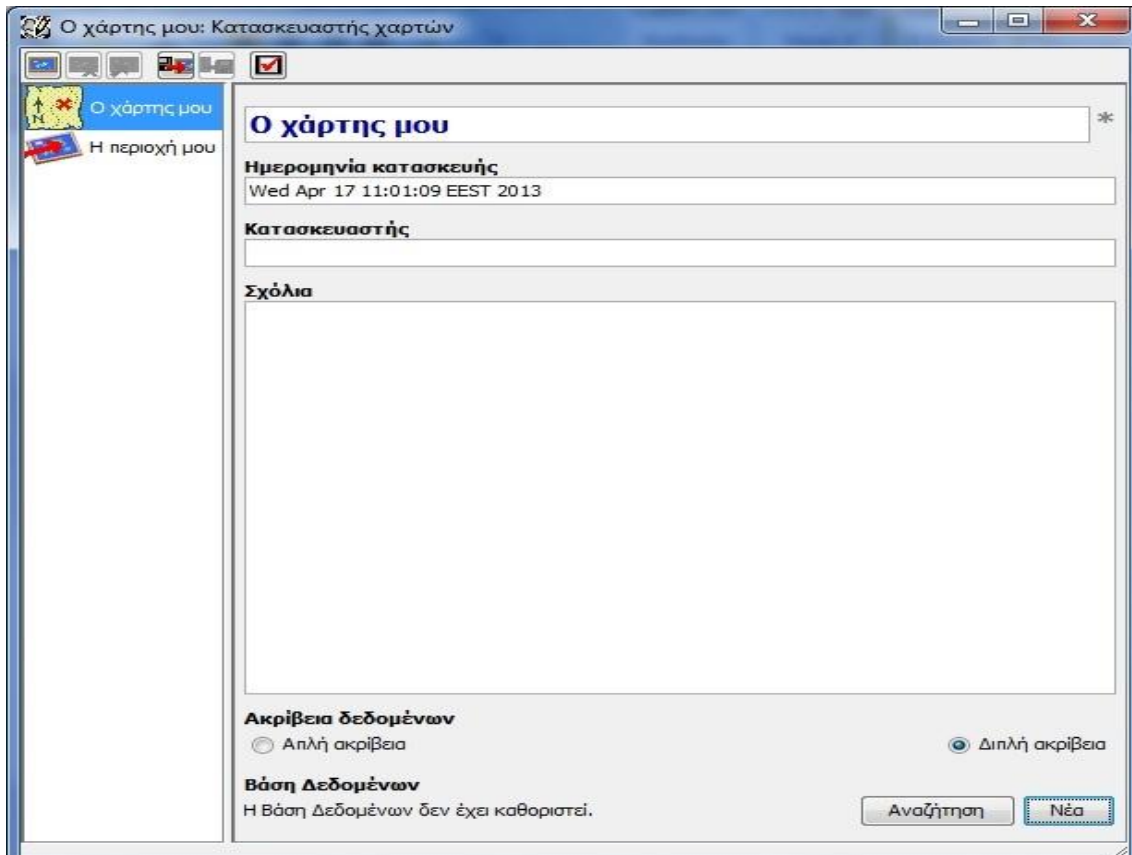 Ο χάρτης μου: Κατασκευαστής χαρτών
Ο χάρτης μου
Η περιοχή μου
Ο χάρτης μου *
Ημερομηνία κατασκευής
Wed Apr 17 11:01:09 EEST 2013
Κατασκευαστής
Σχόλια
Ακρίβεια δεδομένων
Απλή ακρίβεια Διπλή ακρίβεια
Βάση Δεδομένων
Η Βάση Δεδομένων δεν έχει καθοριστεί. Αναζήτηση Νέα